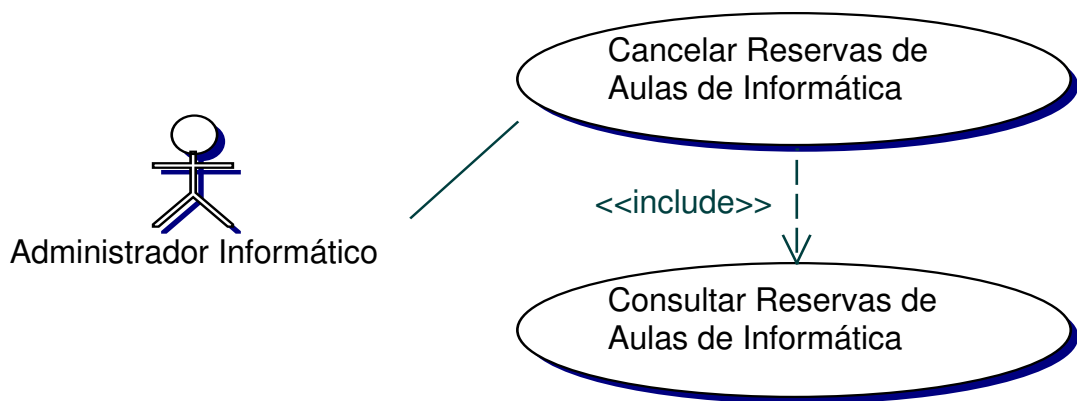 Cancelar Reservas de
Aulas de Informática
<<include>>
Administrador Informático
Consultar Reservas de
Aulas de Informática